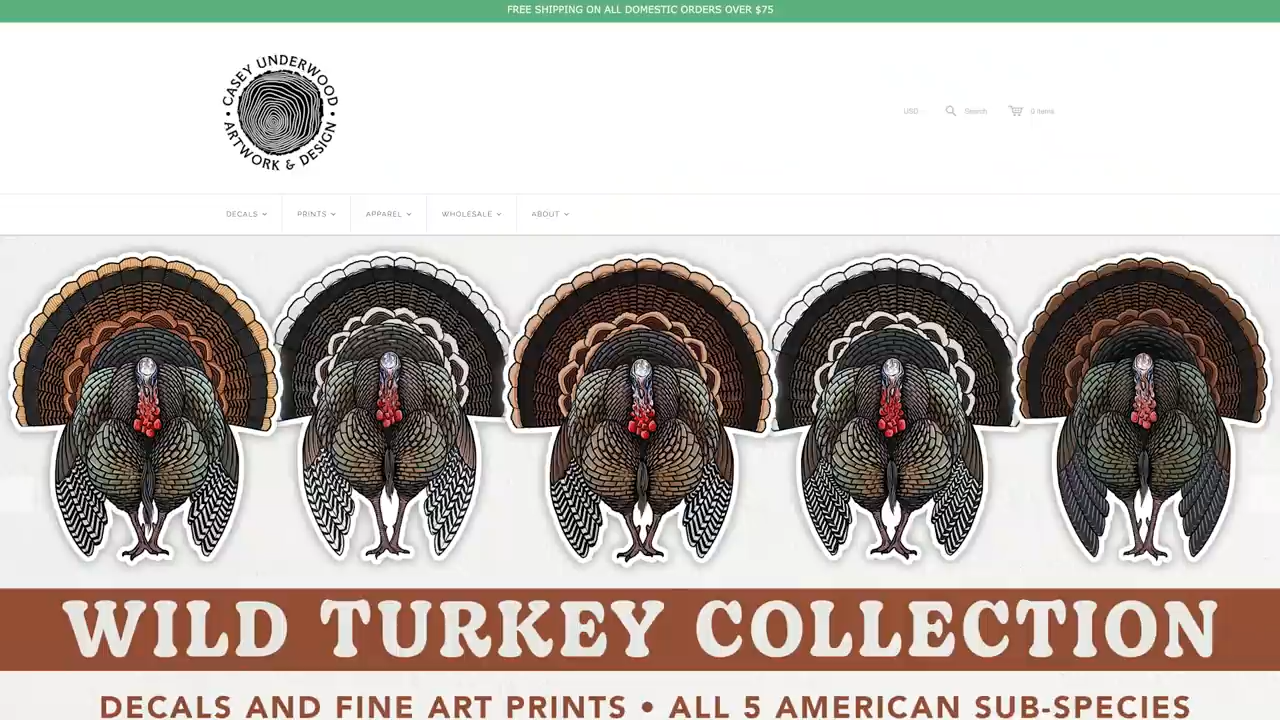 FREE SHIPPING ON ALL DOMESTIC ORDERS OVER $75
CASEY UNDERWOOD
• ARTWORK & DESIGN •
USD
Search
0 items
DECALS
PRINTS
APPAREL
WHOLESALE
ABOUT
WILD TURKEY COLLECTION
DECALS AND FINE ART PRINTS • ALL 5 AMERICAN SUB-SPECIES